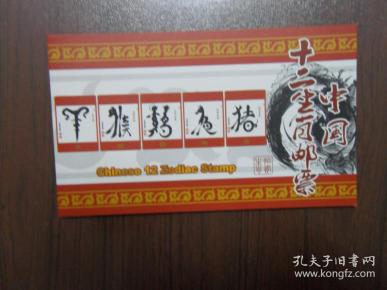 中国
十二生肖邮票
羊 猴 鸡 狗 猪
Chinese 12 Zodiac Stamp
孔夫子旧书网
www.kongfz.com